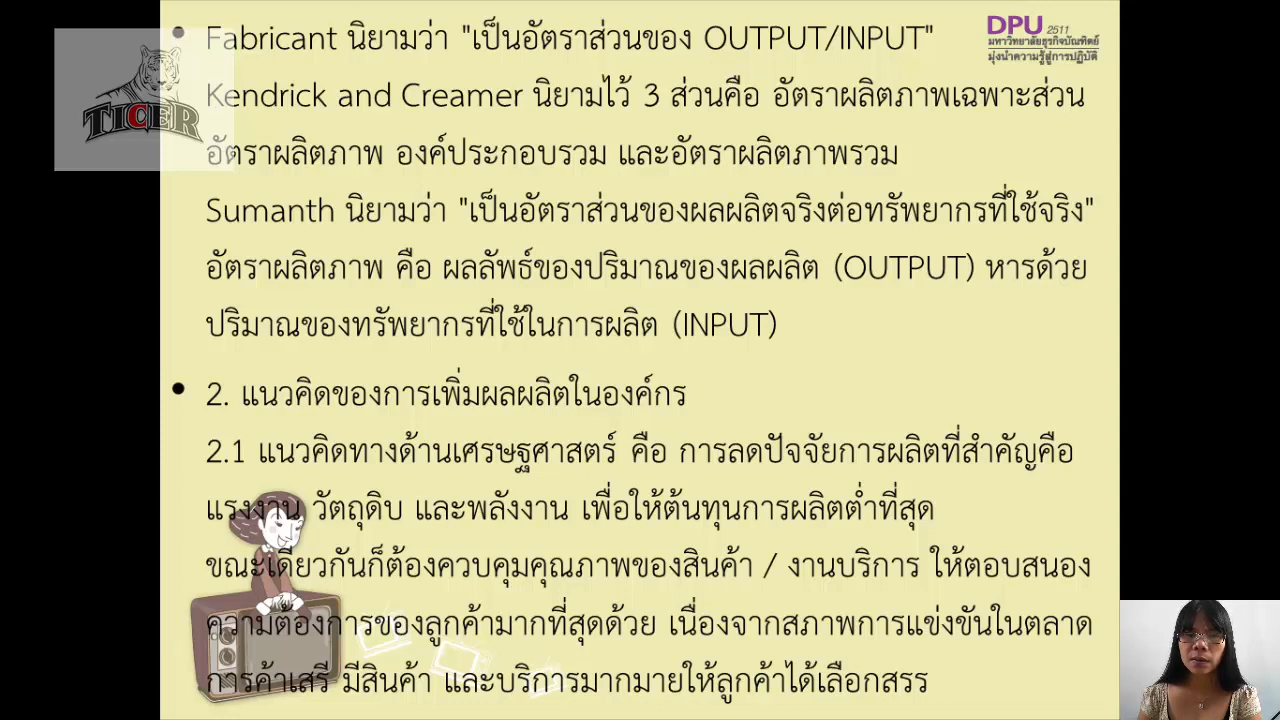 Fabricant นิยามว่า "เป็นอัตราส่วนของ OUTPUT/INPUT"
DPU 2511
มหาวิทยาลัยธุรกิจบัณฑิตย์
มุ่งนำความรู้สู่การปฏิบัติ
TICER
Kendrick and Creamer นิยามไว้ 3 ส่วนคือ อัตราผลิตภาพเฉพาะส่วน
อัตราผลิตภาพ องค์ประกอบรวม และอัตราผลิตภาพรวม
Sumanth นิยามว่า "เป็นอัตราส่วนของผลผลิตจริงต่อทรัพยากรที่ใช้จริง"
อัตราผลิตภาพ คือ ผลลัพธ์ของปริมาณของผลผลิต (OUTPUT) หารด้วย
ปริมาณของทรัพยากรที่ใช้ในการผลิต (INPUT)
2. แนวคิดของการเพิ่มผลผลิตในองค์กร
2.1 แนวคิดทางด้านเศรษฐศาสตร์ คือ การลดปัจจัยการผลิตที่สำคัญคือ
แรงงาน วัตถุดิบ และพลังงาน เพื่อให้ต้นทุนการผลิตต่ำที่สุด
ขณะเดียวกันก็ต้องควบคุมคุณภาพของสินค้า / งานบริการ ให้ตอบสนอง
ความต้องการของลูกค้ามากที่สุดด้วย เนื่องจากสภาพการแข่งขันในตลาด
การค้าเสรี มีสินค้า และบริการมากมายให้ลูกค้าได้เลือกสรร